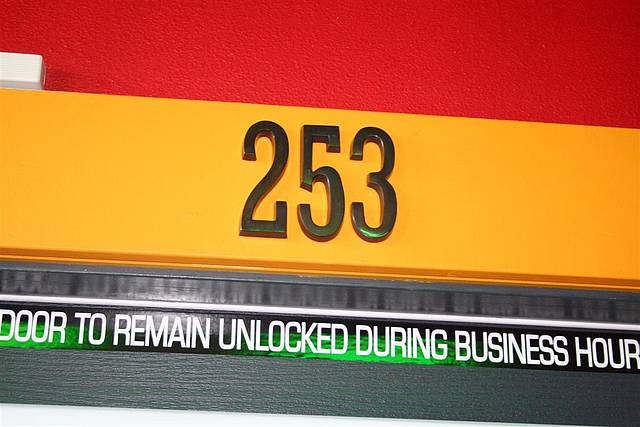 253
DOOR TO REMAIN UNLOCKED DURING BUSINESS HOUR